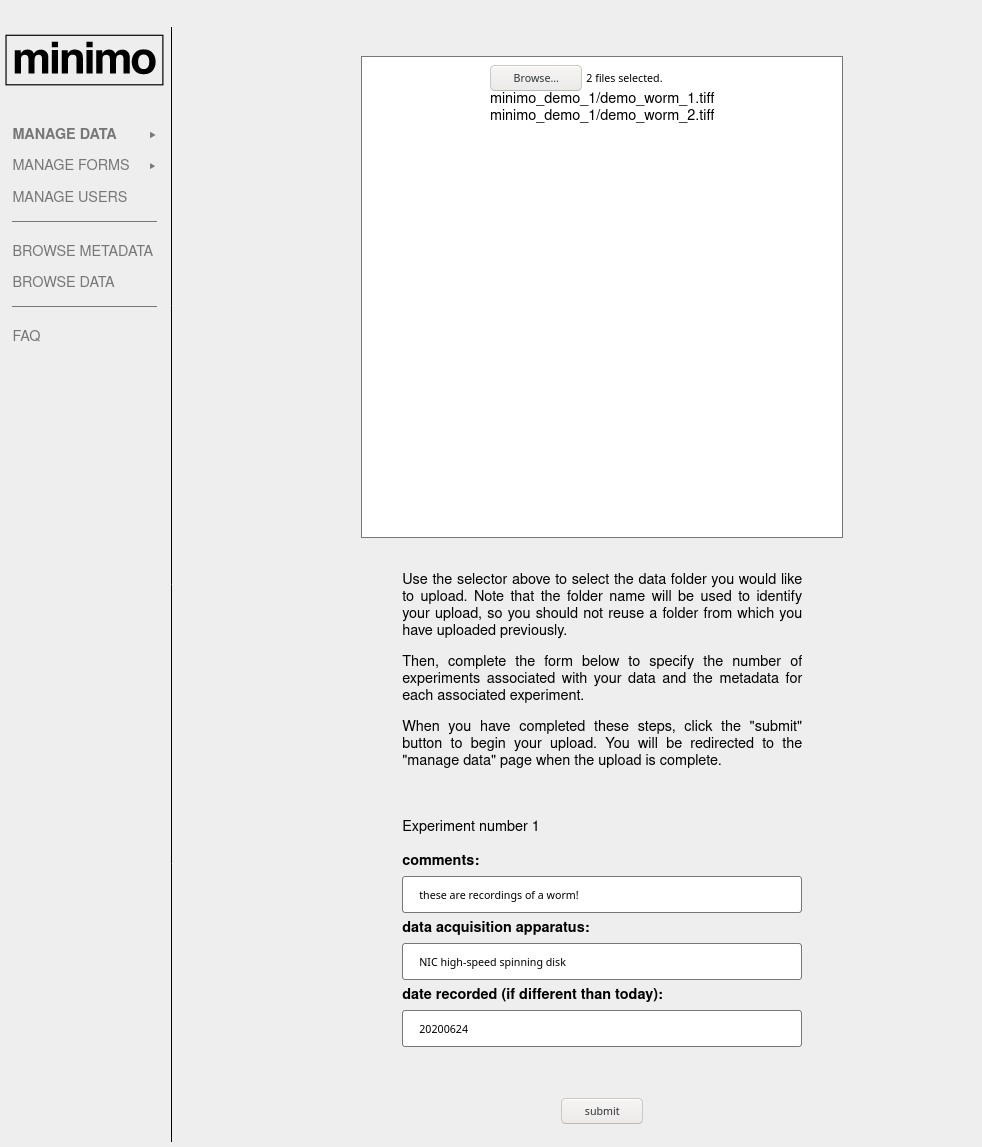 minimo
MANAGE DATA ▸
MANAGE FORMS ▸
MANAGE USERS
BROWSE METADATA
BROWSE DATA
FAQ
Browse... 2 files selected.
minimo_demo_1/demo_worm_1.tiff
minimo_demo_1/demo_worm_2.tiff
Use the selector above to select the data folder you would like
to upload. Note that the folder name will be used to identify
your upload, so you should not reuse a folder from which you
have uploaded previously.
Then, complete the form below to specify the number of
experiments associated with your data and the metadata for
each associated experiment.
When you have completed these steps, click the "submit"
button to begin your upload. You will be redirected to the
"manage data" page when the upload is complete.
Experiment number 1
comments:
these are recordings of a worm!
data acquisition apparatus:
NIC high-speed spinning disk
date recorded (if different than today):
20200624
submit